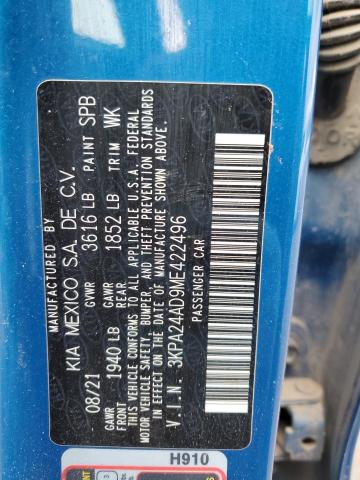 MANUFACTURED BY
KIA MEXICO S.A. DE C.V.
08/21 GVWR 3616 LB PAINT SPB
GAWR FRONT 1940 LB GAWR REAR 1852 LB TRIM WK
THIS VEHICLE CONFORMS TO ALL APPLICABLE U.S.A. FEDERAL
MOTOR VEHICLE SAFETY, BUMPER, AND THEFT PREVENTION STANDARDS
IN EFFECT ON THE DATE OF MANUFACTURE SHOWN ABOVE.
V.I.N. 3KPA24AD9ME422496
PASSENGER CAR
H910
3